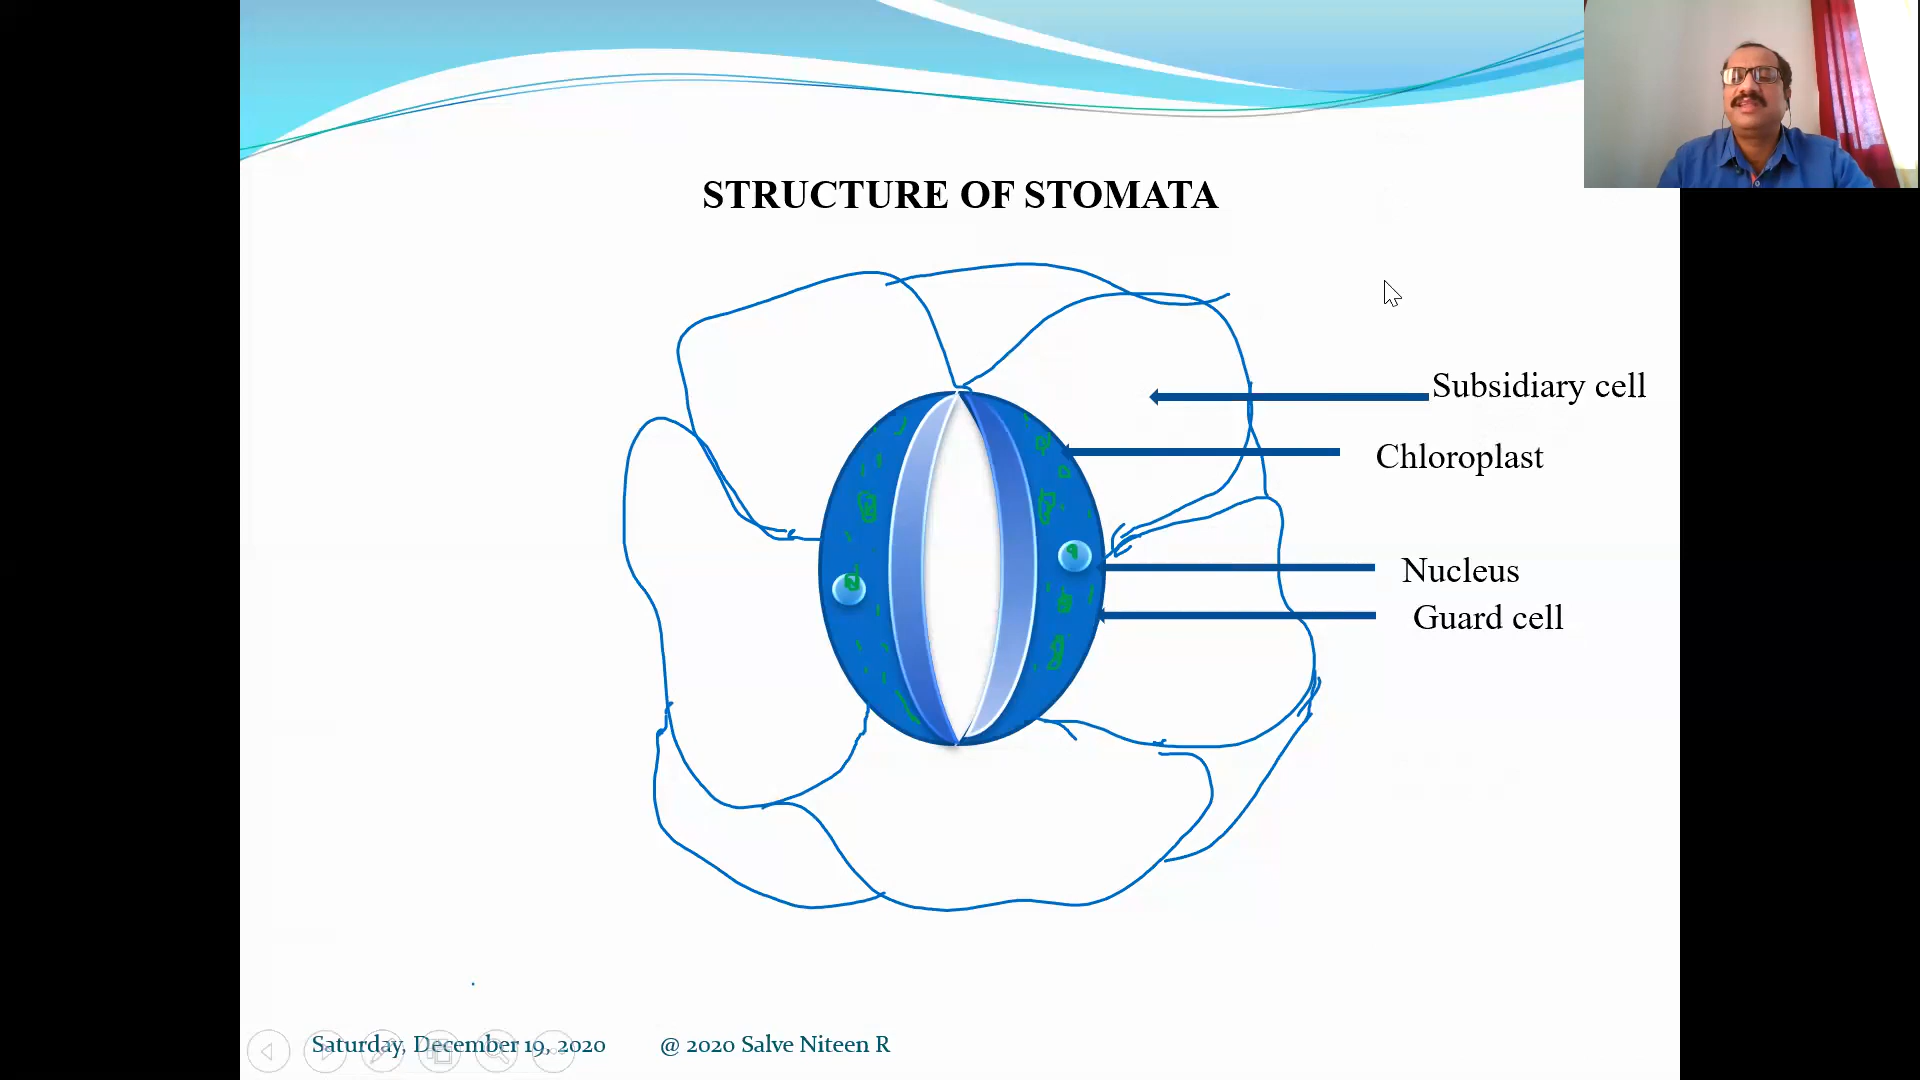 STRUCTURE OF STOMATA
Subsidiary cell
Chloroplast
Nucleus
Guard cell
Saturday, December 19, 2020
@ 2020 Salve Niteen R